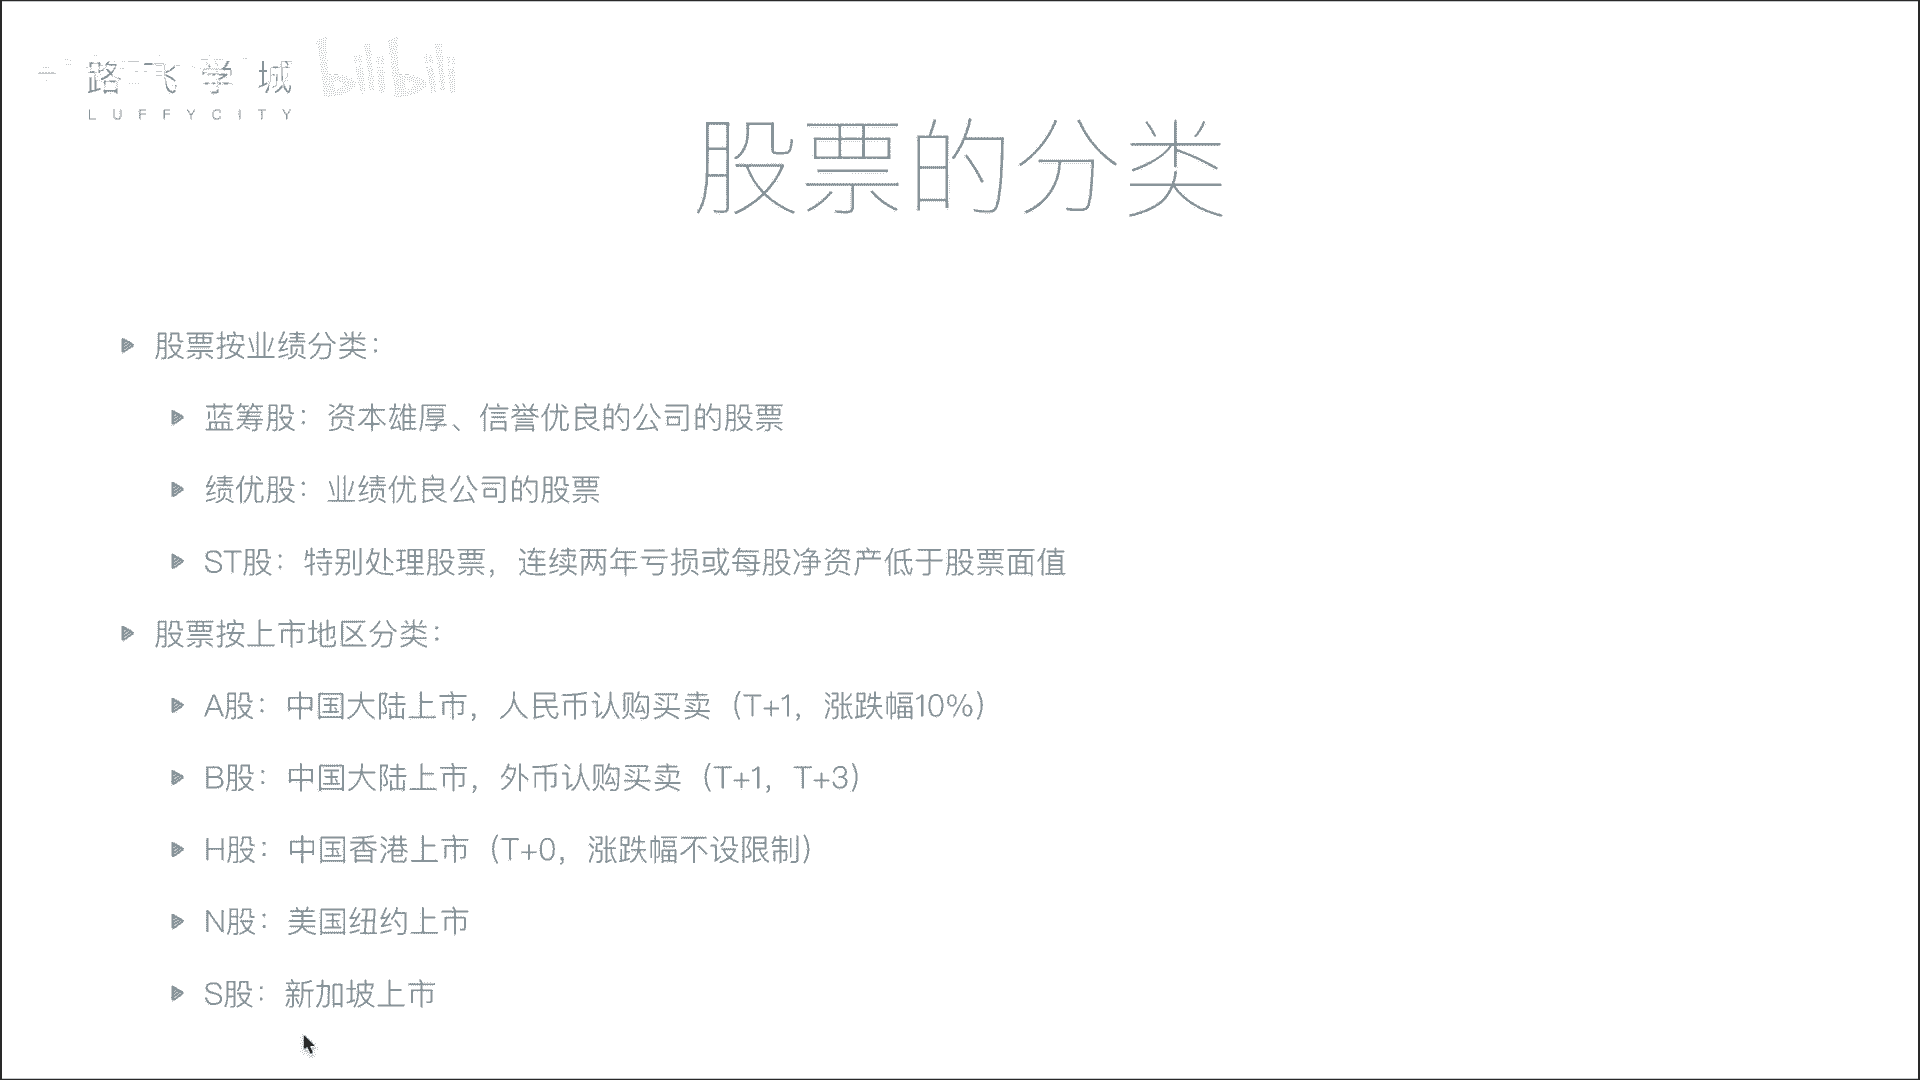 路飞学城
LUFFYCITY
bilibili
股票的分类
股票按业绩分类：
蓝筹股：资本雄厚、信誉优良的公司的股票
绩优股：业绩优良公司的股票
ST股：特别处理股票，连续两年亏损或每股净资产低于股票面值
股票按上市地区分类：
A股：中国大陆上市，人民币认购买卖（T+1，涨跌幅10%）
B股：中国大陆上市，外币认购买卖（T+1，T+3）
H股：中国香港上市（T+0，涨跌幅不设限制）
N股：美国纽约上市
S股：新加坡上市